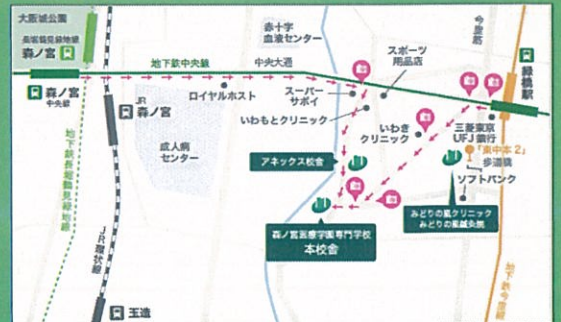 大阪城公園
長堀鶴見緑地線
森ノ宮
森ノ宮
中央線
地下鉄中央線
中央大通
赤十字
血液センター
ロイヤルホスト
スーパー
サボイ
いわもとクリニック
スポーツ
用品店
今里筋
緑橋駅
JR
森ノ宮
成人病
センター
いわき
クリニック
三菱東京
UFJ銀行
「東中本2」
歩道橋
ソフトバンク
アネックス校舎
みどりの風クリニック
みどりの風鍼灸院
森ノ宮医療学園専門学校
本校舎
地下鉄長堀鶴見緑地線
JR環状線
玉造
地下鉄今里筋線